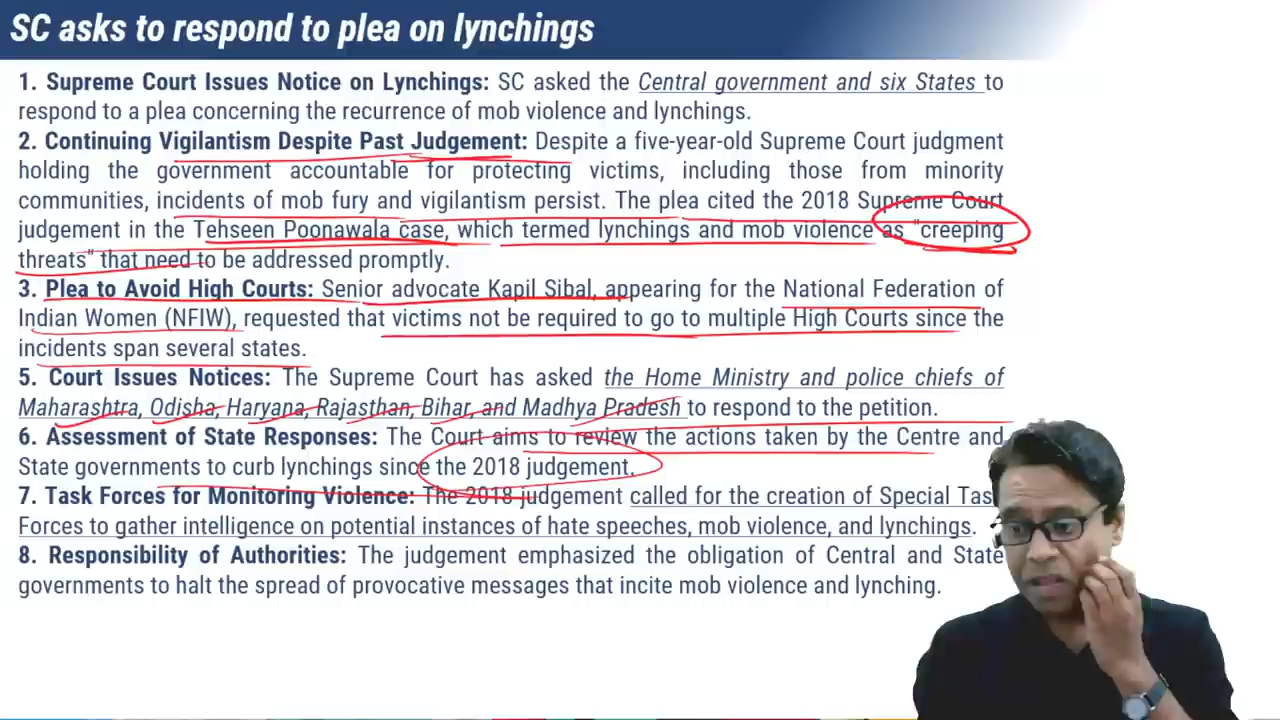 SC asks to respond to plea on lynchings
1. Supreme Court Issues Notice on Lynchings: SC asked the Central government and six States to
respond to a plea concerning the recurrence of mob violence and lynchings.
2. Continuing Vigilantism Despite Past Judgement: Despite a five-year-old Supreme Court judgment
holding the government accountable for protecting victims, including those from minority
communities, incidents of mob fury and vigilantism persist. The plea cited the 2018 Supreme Court
judgement in the Tehseen Poonawala case, which termed lynchings and mob violence as "creeping
threats" that need to be addressed promptly.
3. Plea to Avoid High Courts: Senior advocate Kapil Sibal, appearing for the National Federation of
Indian Women (NFIW), requested that victims not be required to go to multiple High Courts since the
incidents span several states.
5. Court Issues Notices: The Supreme Court has asked the Home Ministry and police chiefs of
Maharashtra, Odisha, Haryana, Rajasthan, Bihar, and Madhya Pradesh to respond to the petition.
6. Assessment of State Responses: The Court aims to review the actions taken by the Centre and
State governments to curb lynchings since the 2018 judgement.
7. Task Forces for Monitoring Violence: The 2018 judgement called for the creation of Special Tas
Forces to gather intelligence on potential instances of hate speeches, mob violence, and lynchings.
8. Responsibility of Authorities: The judgement emphasized the obligation of Central and State
governments to halt the spread of provocative messages that incite mob violence and lynching.